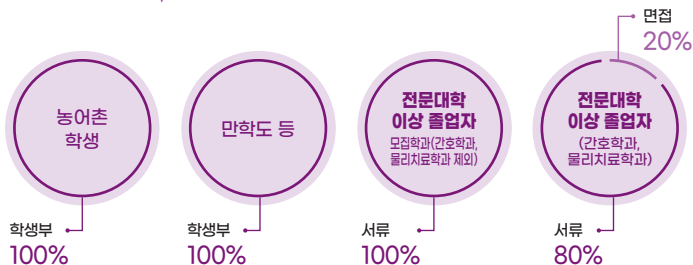 면접
20%
농어촌
학생
만학도 등
전문대학
이상 졸업자
모집학과(간호학과,
물리치료학과 제외)
전문대학
이상 졸업자
(간호학과,
물리치료학과)
학생부
100%
학생부
100%
서류
100%
서류
80%